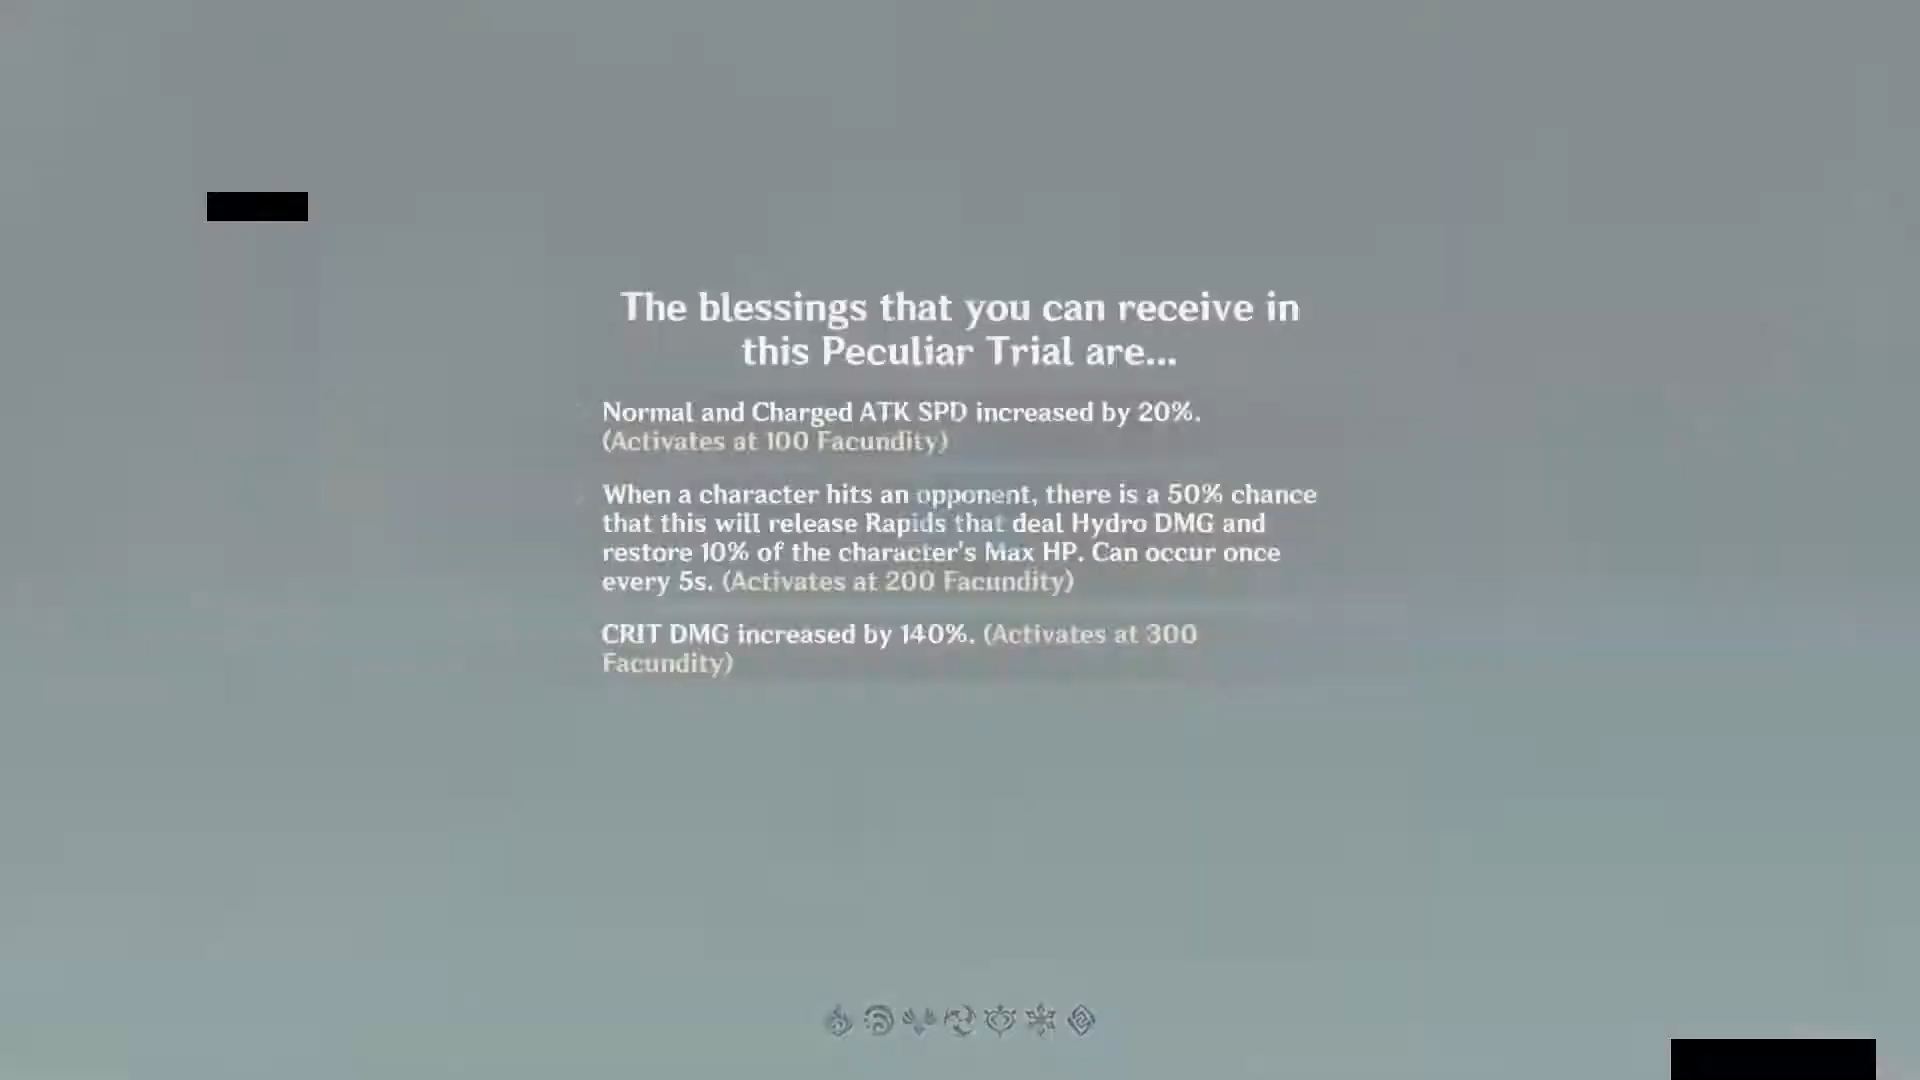 The blessings that you can receive in
this Peculiar Trial are...
Normal and Charged ATK SPD increased by 20%.
(Activates at 100 Facundity)
When a character hits an opponent, there is a 50% chance
that this will release Rapids that deal Hydro DMG and
restore 10% of the character's Max HP. Can occur once
every 5s. (Activates at 200 Facundity)
CRIT DMG increased by 140%. (Activates at 300
Facundity)